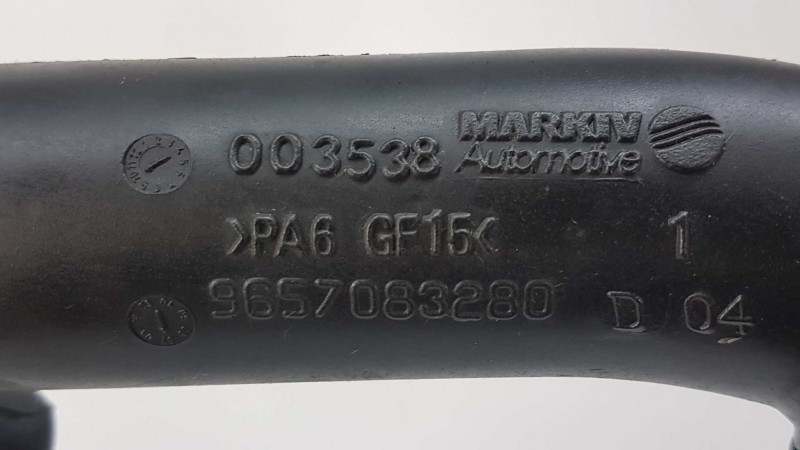 003538 MARKIV
Automotive
>PA6 GF15< 1
9657083280 D 04